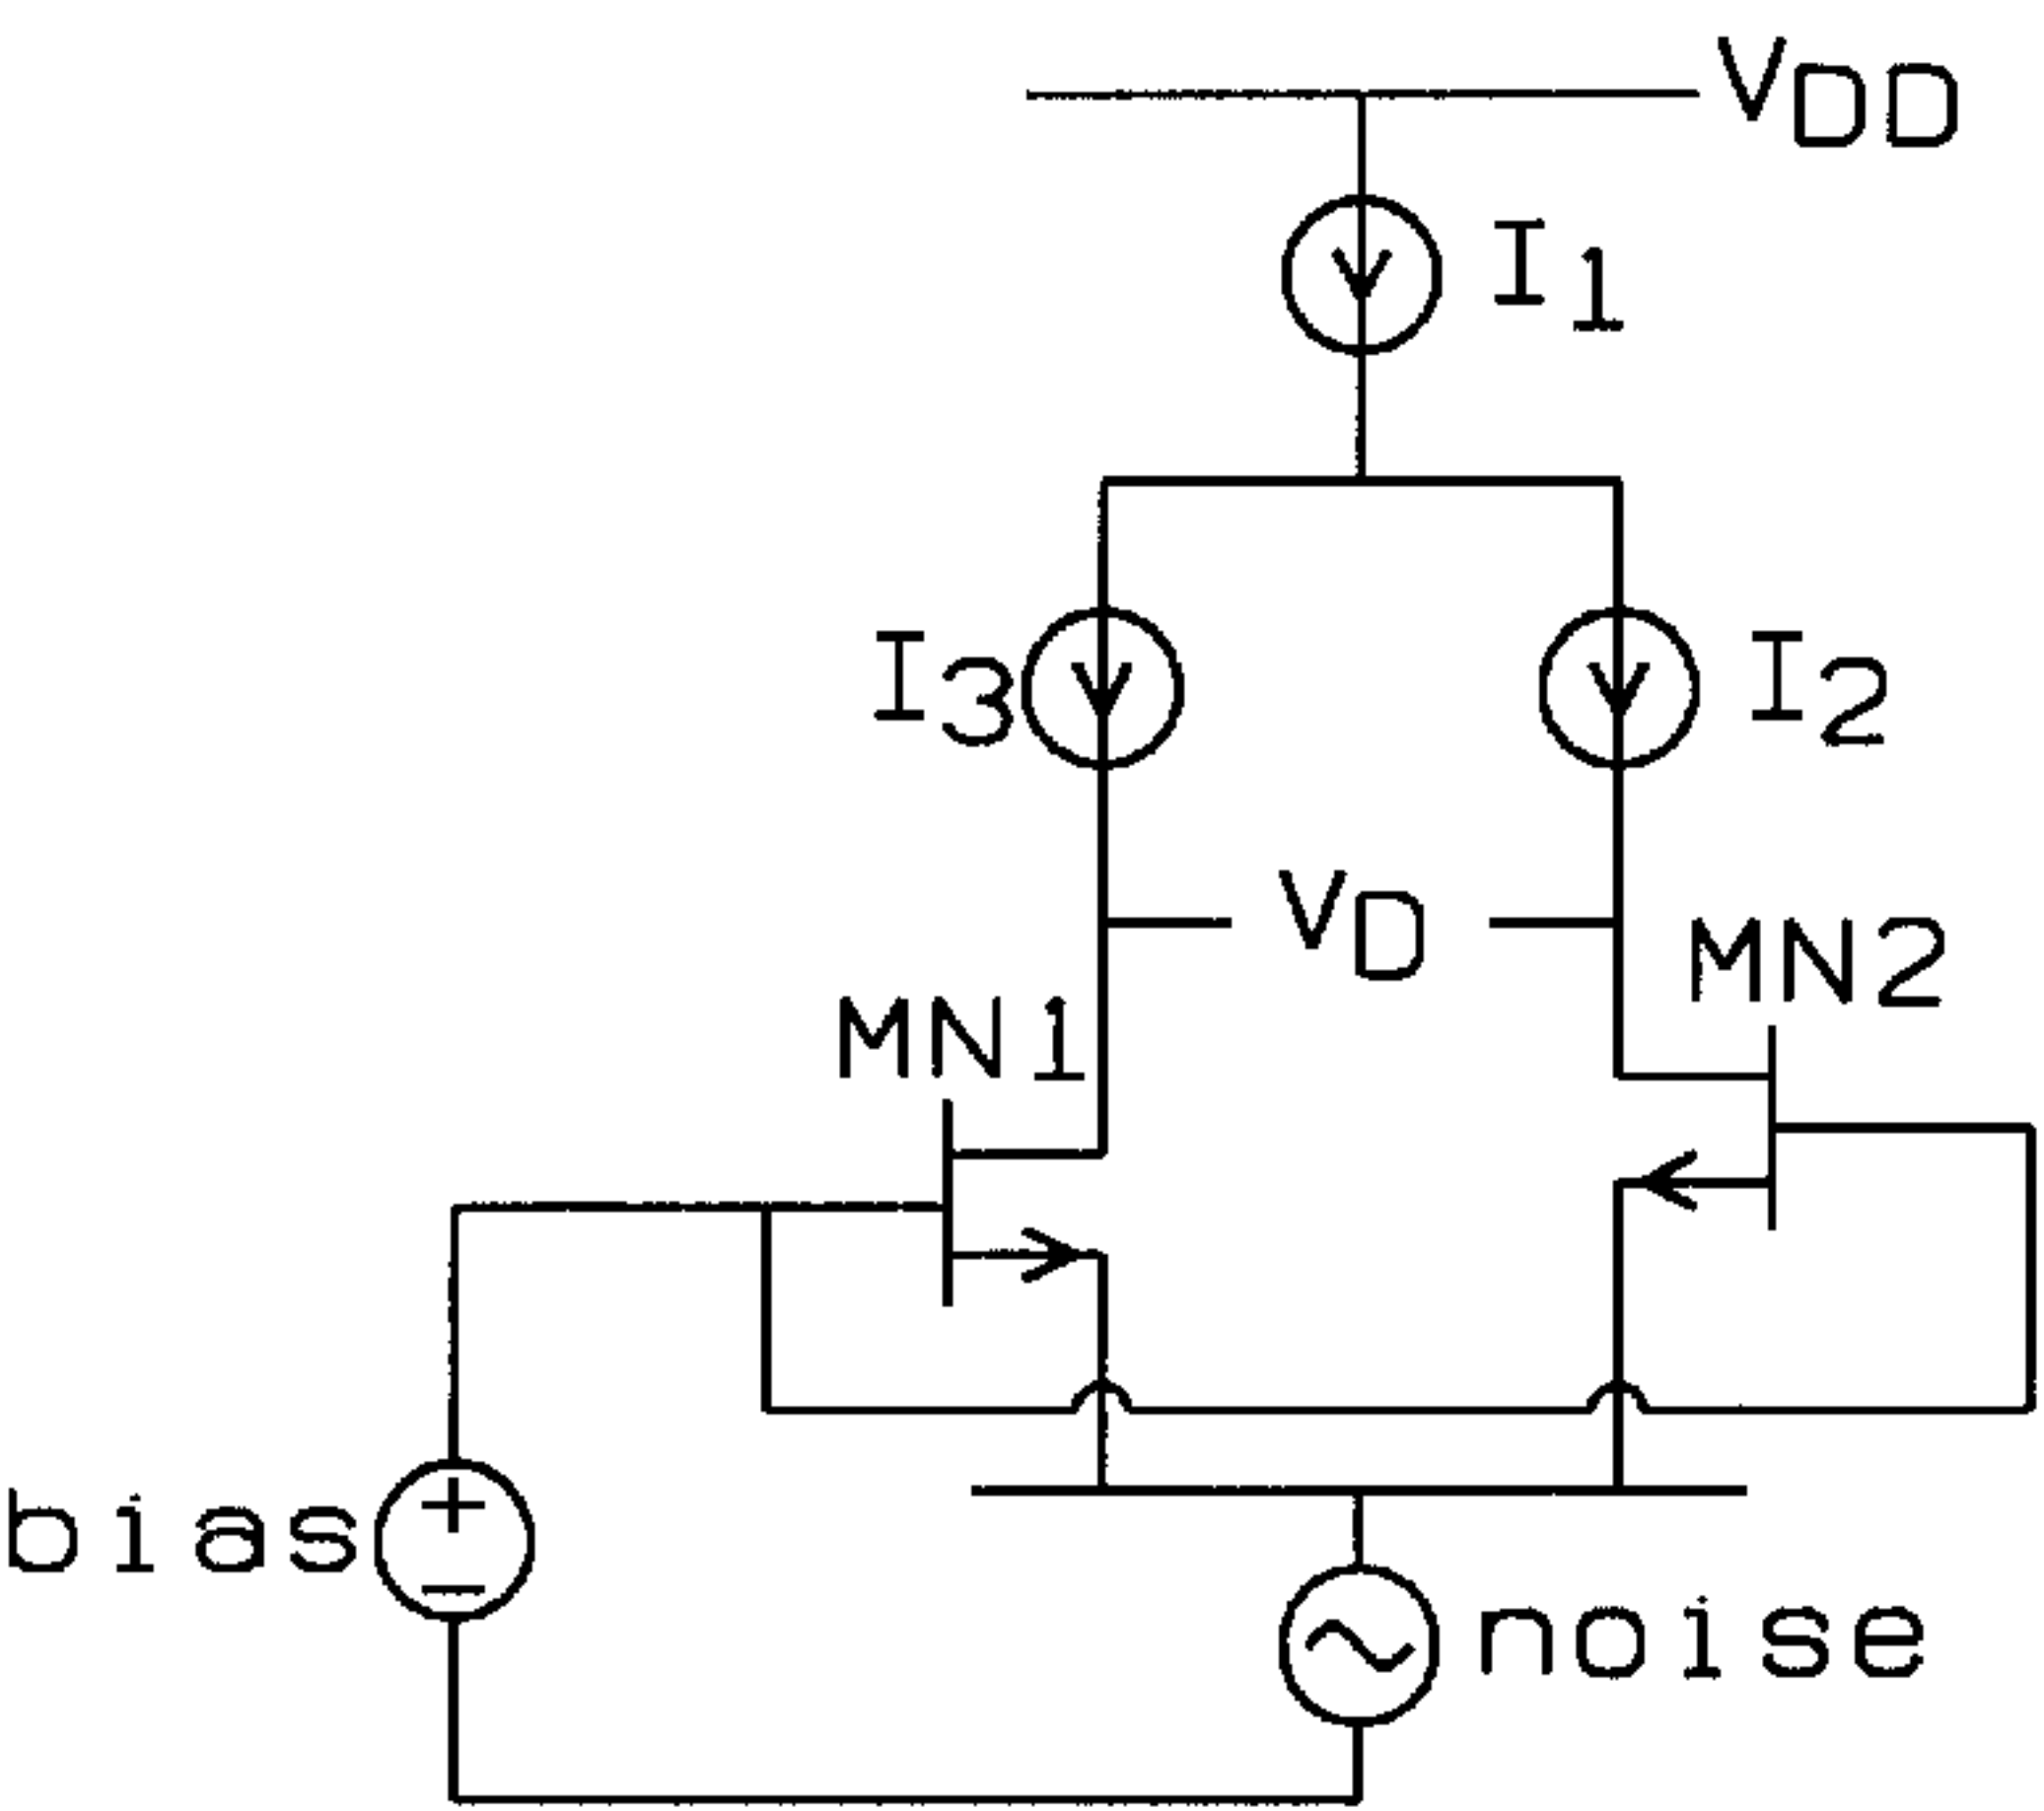 VDD
I1
I3
I2
VD
MN2
MN1
bias
noise